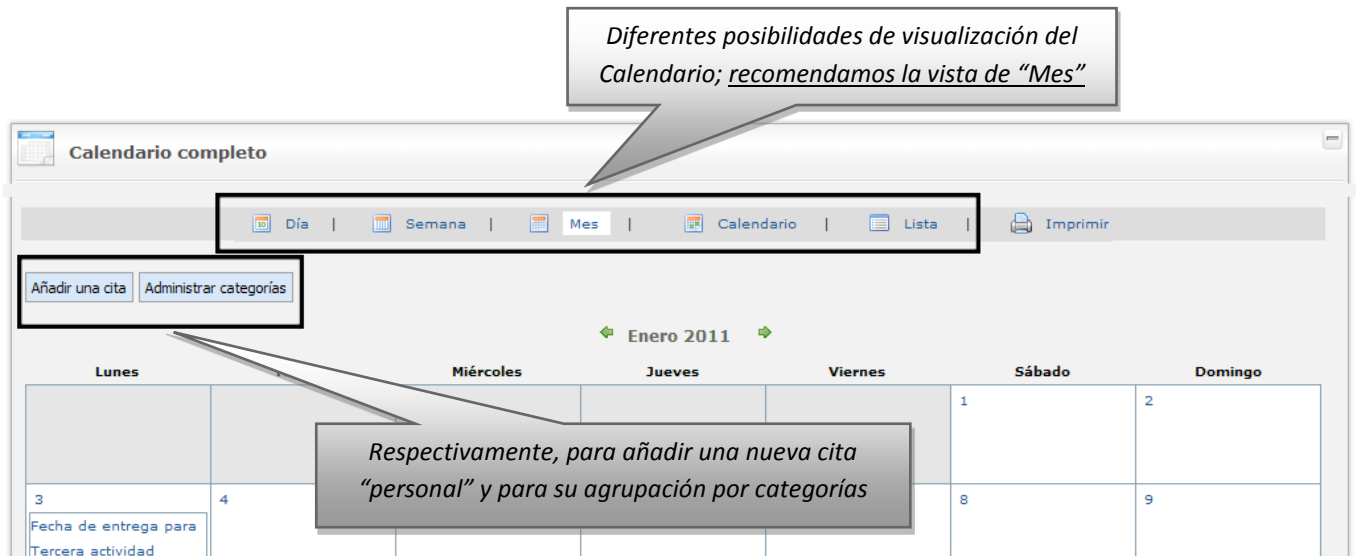 Diferentes posibilidades de visualización del
Calendario; recomendamos la vista de “Mes”
Calendario completo
Día | Semana | Mes | Calendario | Lista | Imprimir
Añadir una cita Administrar categorías
Enero 2011
Lunes Miércoles Jueves Viernes Sábado Domingo
1 2
Respectivamente, para añadir una nueva cita
“personal” y para su agrupación por categorías
3 4 8 9
Fecha de entrega para
Tercera actividad